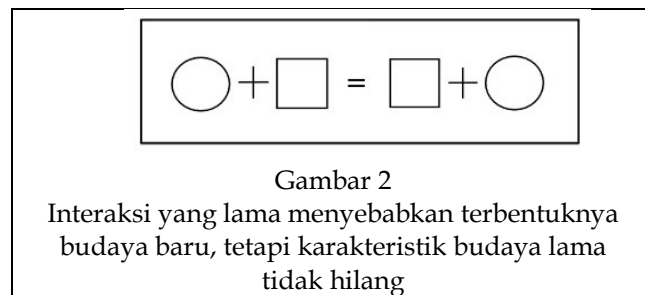 + = +
Gambar 2
Interaksi yang lama menyebabkan terbentuknya
budaya baru, tetapi karakteristik budaya lama
tidak hilang